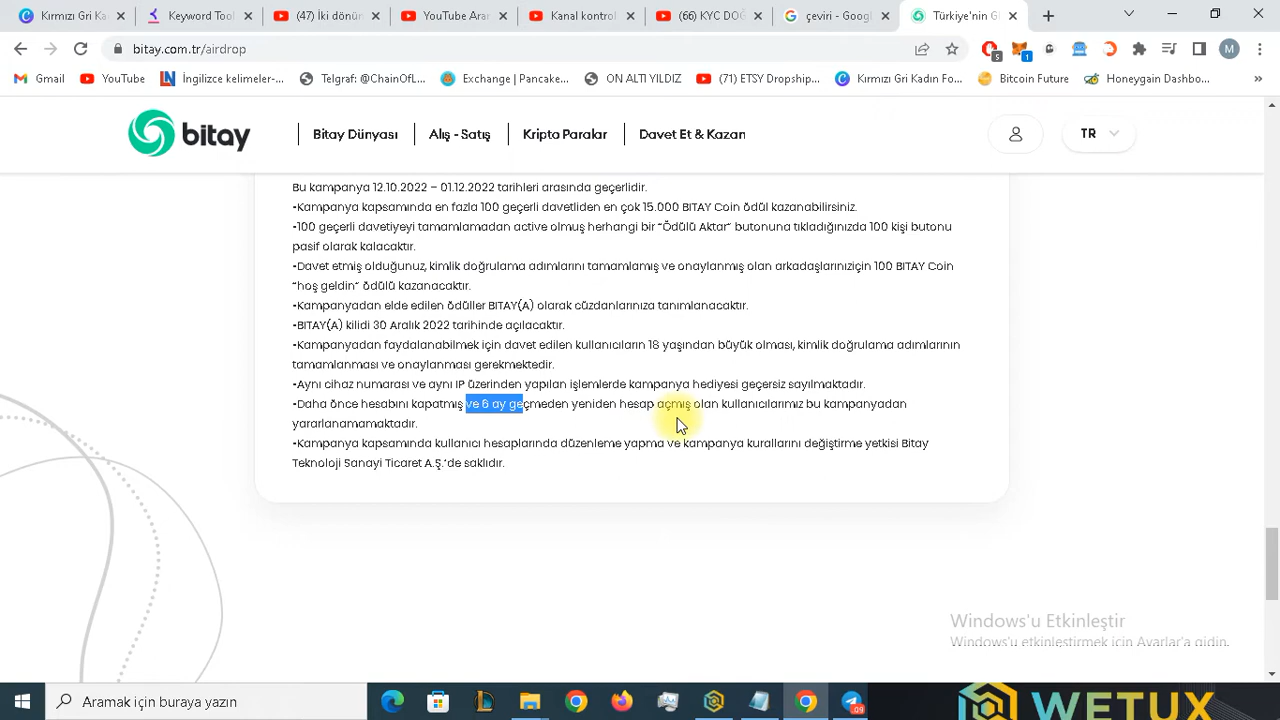 Kırmızı Gri Ka
Keyword Tool
(47) İki dönü
YouTube Ara
Kanal kontrol
(66) KYC DOĞ
çeviri - Goog
Türkiye'nin G
bitay.com.tr/airdrop
5
1
M
Gmail
YouTube
LN
İngilizce kelimeler-...
Telgraf: @ChainOfL...
Exchange | Pancake...
ON ALTI YILDIZ
(71) ETSY Dropship...
Kırmızı Gri Kadın Fo...
Bitcoin Future
Honeygain Dashbo...
bitay
Bitay Dünyası
Alış - Satış
Kripto Paralar
Davet Et & Kazan
TR
Bu kampanya 12.10.2022 – 01.12.2022 tarihleri arasında geçerlidir.
•Kampanya kapsamında en fazla 100 geçerli davetliden en çok 15.000 BITAY Coin ödül kazanabilirsiniz.
•100 geçerli davetiyeyi tamamlamadan active olmuş herhangi bir “Ödülü Aktar” butonuna tıkladığınızda 100 kişi butonu
pasif olarak kalacaktır.
•Davet etmiş olduğunuz, kimlik doğrulama adımlarını tamamlamış ve onaylanmış olan arkadaşlarınıziçin 100 BITAY Coin
“hoş geldin” ödülü kazanacaktır.
•Kampanyadan elde edilen ödüller BITAY(A) olarak cüzdanlarınıza tanımlanacaktır.
•BITAY(A) kilidi 30 Aralık 2022 tarihinde açılacaktır.
•Kampanyadan faydalanabilmek için davet edilen kullanıcıların 18 yaşından büyük olması, kimlik doğrulama adımlarının
tamamlanması ve onaylanması gerekmektedir.
•Aynı cihaz numarası ve aynı IP üzerinden yapılan işlemlerde kampanya hediyesi geçersiz sayılmaktadır.
•Daha önce hesabını kapatmış ve 6 ay geçmeden yeniden hesap açmış olan kullanıcılarımız bu kampanyadan
yararlanamamaktadır.
•Kampanya kapsamında kullanıcı hesaplarında düzenleme yapma ve kampanya kurallarını değiştirme yetkisi Bitay
Teknoloji Sanayi Ticaret A.Ş.'de saklıdır.
Windows'u Etkinleştir
Windows'u etkinleştirmek için Ayarlar'a gidin.
Aramak için buraya yazın
09
WETUX